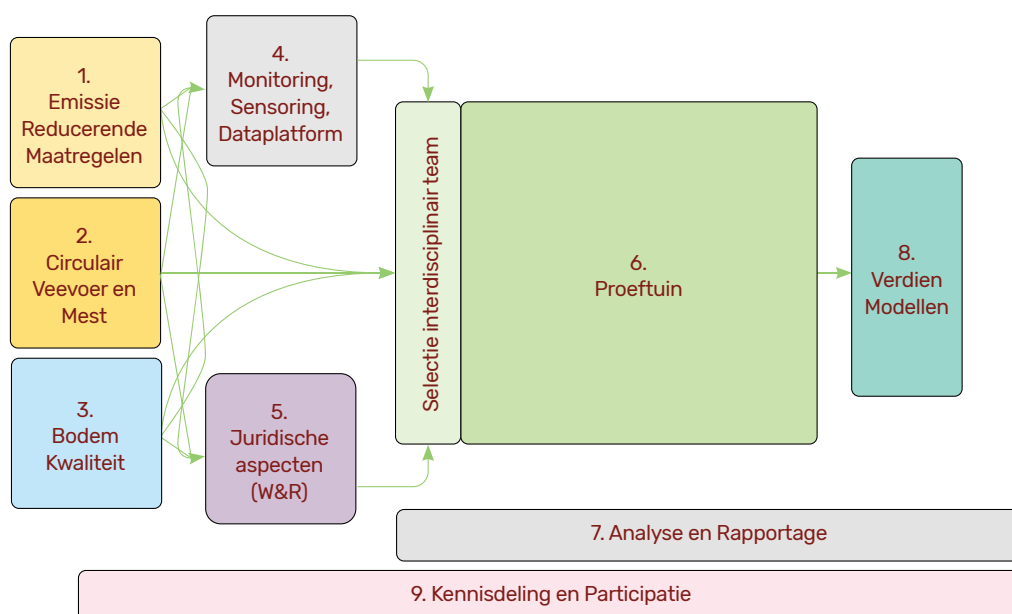 1.
Emissie
Reducerende
Maatregelen
2.
Circulair
Veevoer en
Mest
3.
Bodem
Kwaliteit
4.
Monitoring,
Sensoring,
Dataplatform
5.
Juridische
aspecten
(W&R)
Selectie interdisciplinair team
6.
Proeftuin
8.
Verdien
Modellen
7. Analyse en Rapportage
9. Kennisdeling en Participatie